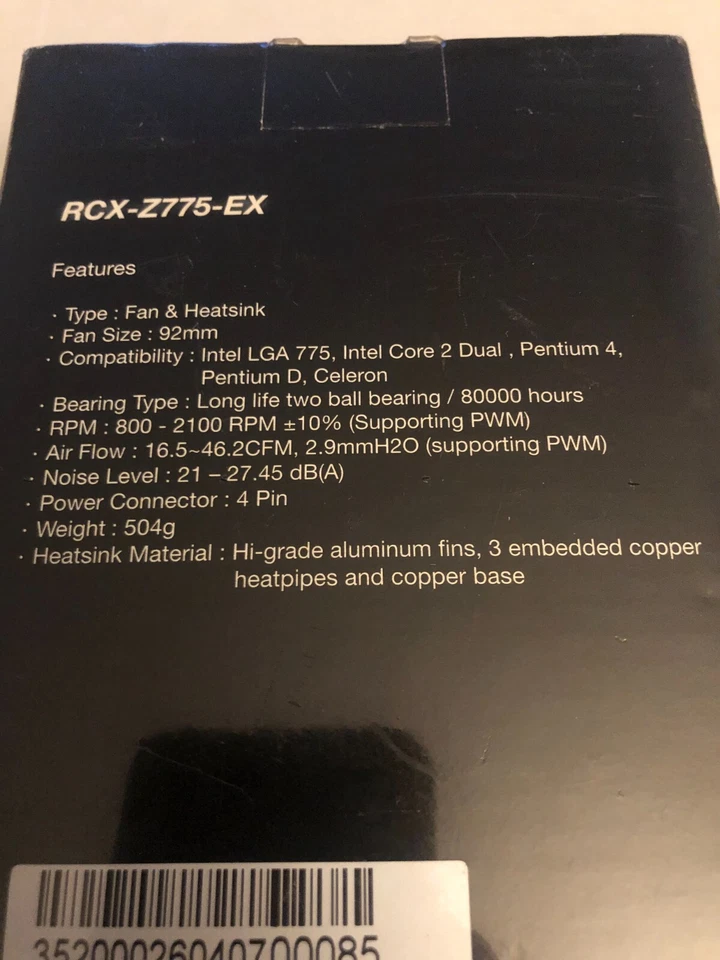 RCX-Z775-EX
Features
· Type : Fan & Heatsink
· Fan Size : 92mm
· Compatibility : Intel LGA 775, Intel Core 2 Dual , Pentium 4,
Pentium D, Celeron
· Bearing Type : Long life two ball bearing / 80000 hours
· RPM : 800 - 2100 RPM ±10% (Supporting PWM)
· Air Flow : 16.5~46.2CFM, 2.9mmH2O (supporting PWM)
· Noise Level : 21 – 27.45 dB(A)
· Power Connector : 4 Pin
· Weight : 504g
· Heatsink Material : Hi-grade aluminum fins, 3 embedded copper
heatpipes and copper base
35200026040700085